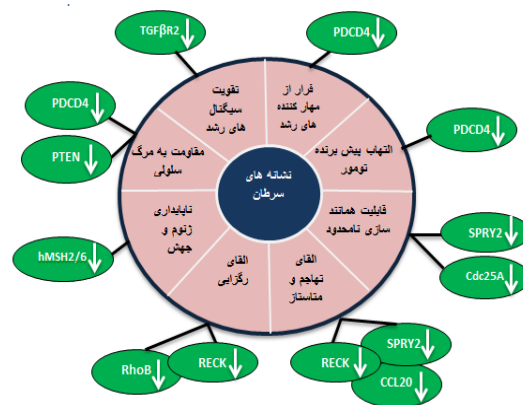 TGFβR2
PDCD4
PDCD4
PTEN
PDCD4
hMSH2/6
SPRY2
Cdc25A
RhoB
RECK
RECK
SPRY2
CCL20
تقویت
سیگنال
های رشد
فرار از
مهار کننده
های رشد
مقاومت به مرگ
سلولی
التهاب پیش برنده
تومور
نشانه های
سرطان
ناپایداری
ژنوم و
جهش
قابلیت همانند
سازی نامحدود
القای
رگزایی
القای
تهاجم و
متاستاز